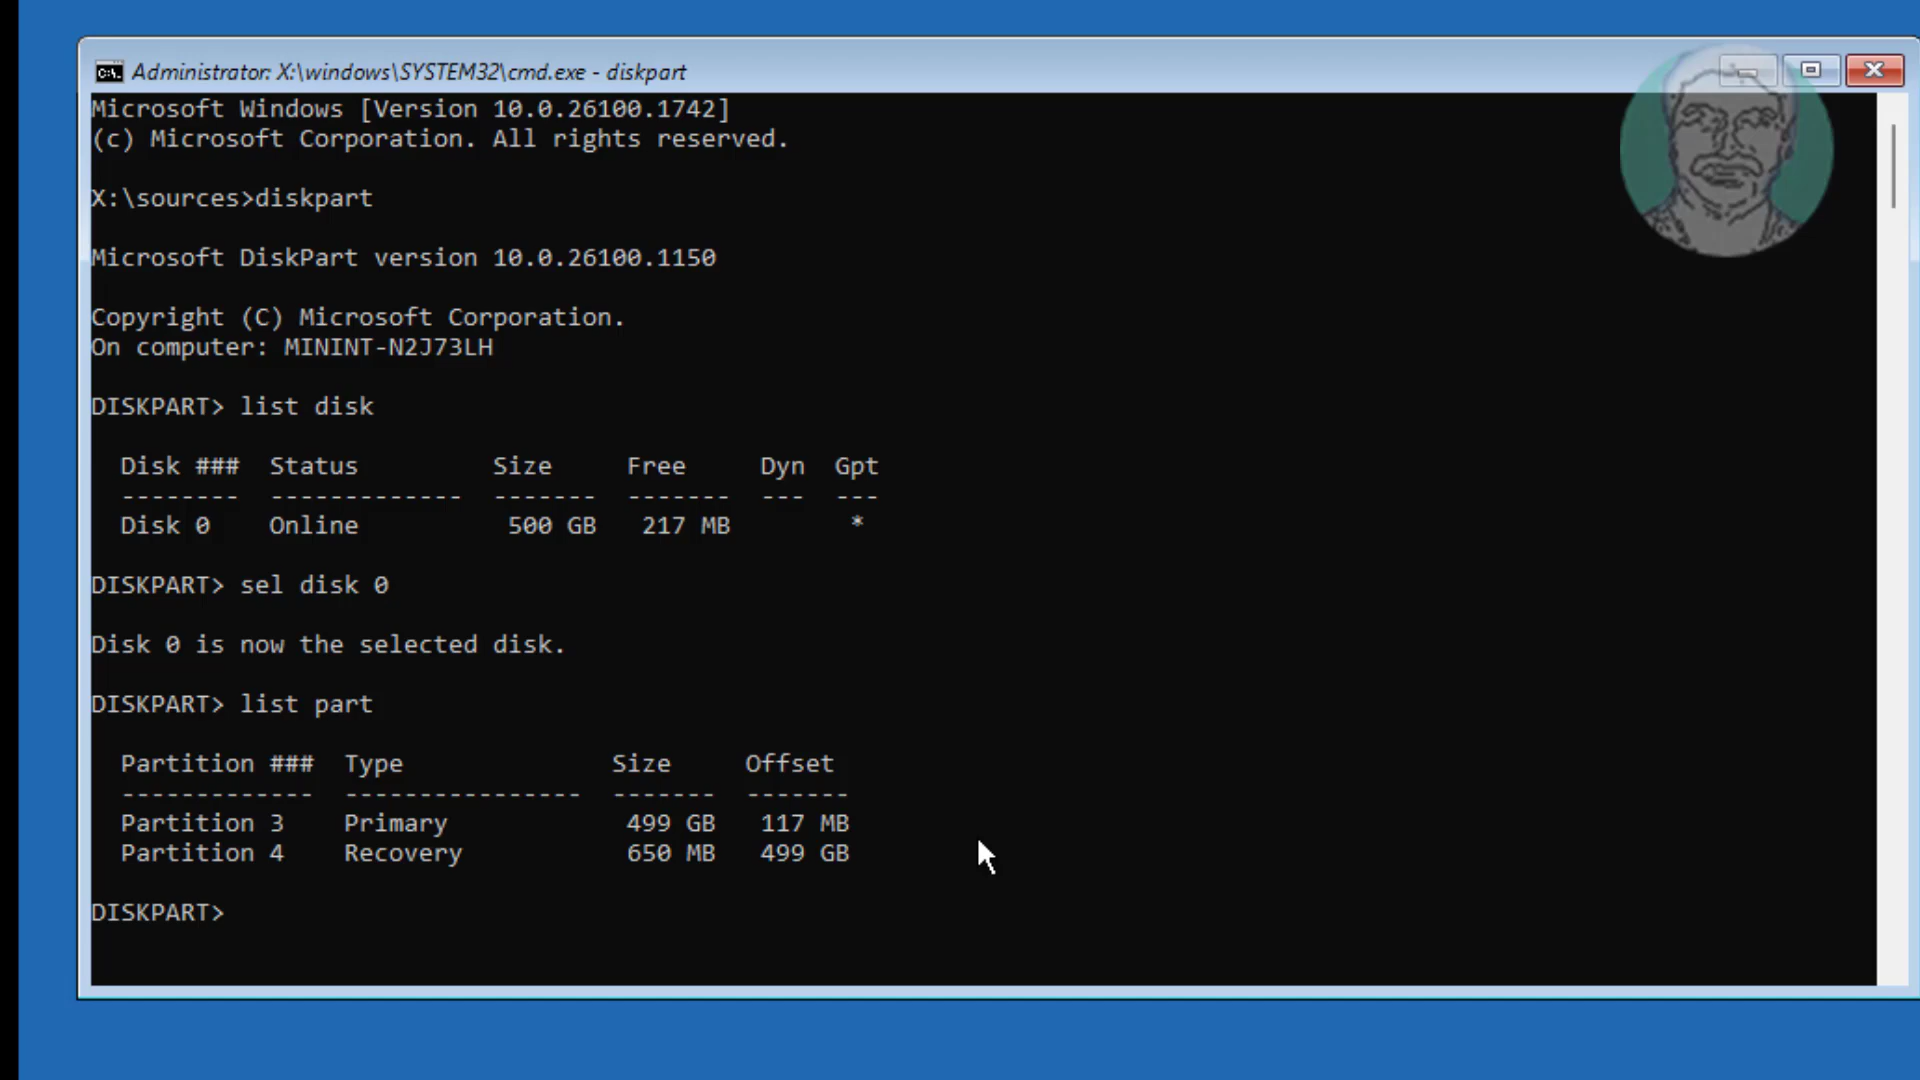 Administrator: X:\windows\SYSTEM32\cmd.exe - diskpart
Microsoft Windows [Version 10.0.26100.1742]
(c) Microsoft Corporation. All rights reserved.
X:\sources>diskpart
Microsoft DiskPart version 10.0.26100.1150
Copyright (C) Microsoft Corporation.
On computer: MININT-N2J73LH
DISKPART> list disk
Disk ### Status Size Free Dyn Gpt
-------- ------------- ------- ------- --- ---
Disk 0 Online 500 GB 217 MB *
DISKPART> sel disk 0
Disk 0 is now the selected disk.
DISKPART> list part
Partition ### Type Size Offset
------------- ---------------- ------- -------
Partition 3 Primary 499 GB 117 MB
Partition 4 Recovery 650 MB 499 GB
DISKPART>